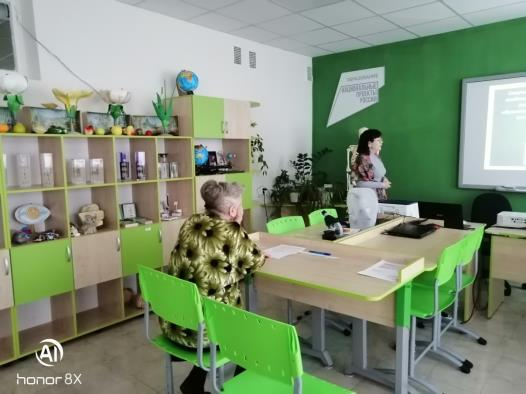 ОБРАЗОВАНИЕ
НАЦИОНАЛЬНЫЕ
ПРОЕКТЫ
РОССИИ
AI
honor 8X